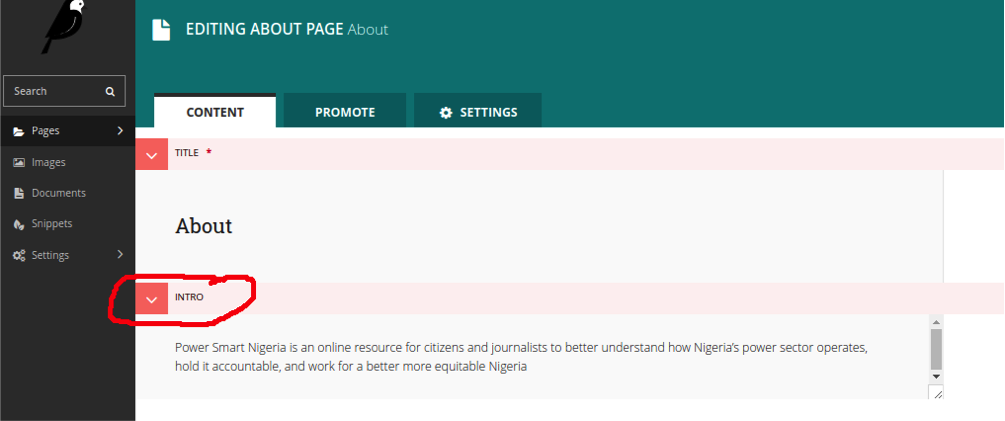 EDITING ABOUT PAGE About
Search
CONTENT
PROMOTE
SETTINGS
Pages
Images
Documents
Snippets
Settings
TITLE *
About
INTRO
Power Smart Nigeria is an online resource for citizens and journalists to better understand how Nigeria's power sector operates,
hold it accountable, and work for a better more equitable Nigeria